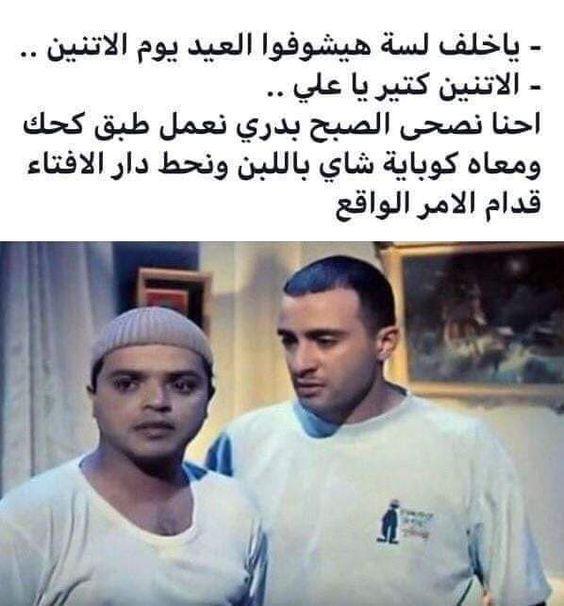 - ياخلف لسة هيشوفوا العيد يوم الاتنين ..
- الاتنين كتير يا علي ..
احنا نصحى الصبح بدري نعمل طبق كحك
ومعاه كوباية شاي باللبن ونحط دار الافتاء
قدام الامر الواقع